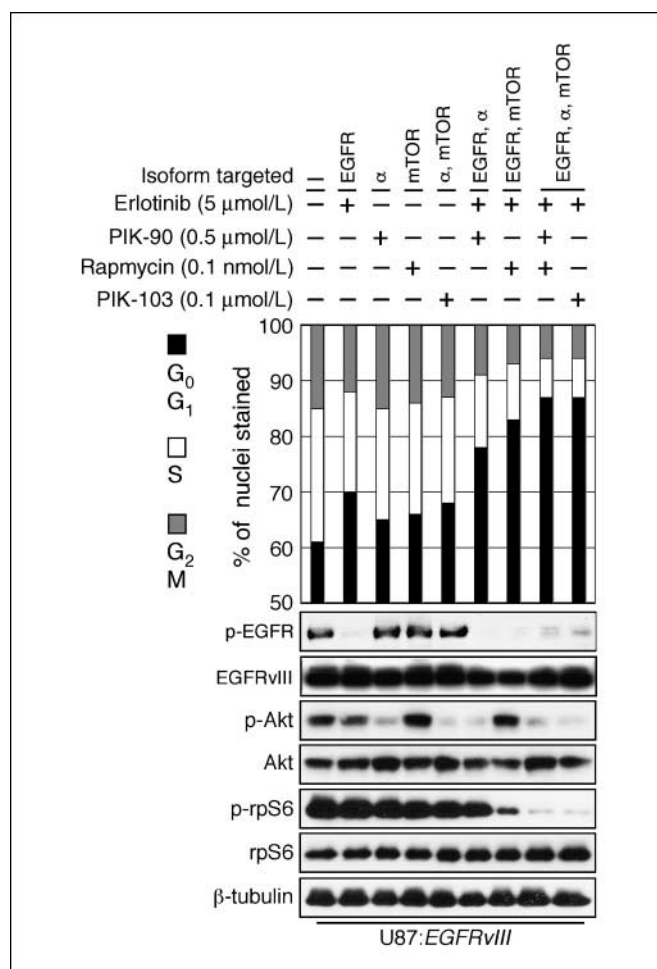 EGFR
α
mTOR
α, mTOR
EGFR, α
EGFR, mTOR
EGFR, α, mTOR
Isoform targeted –
Erlotinib (5 μmol/L) – + – – – + + + +
PIK-90 (0.5 μmol/L) – – + – – + – + –
Rapmycin (0.1 nmol/L) – – – + – – + + –
PIK-103 (0.1 μmol/L) – – – – + – – – +
% of nuclei stained
100
90
80
70
60
50
G0
G1
S
G2
M
p-EGFR
EGFRvIII
p-Akt
Akt
p-rpS6
rpS6
β-tubulin
U87:EGFRvIII